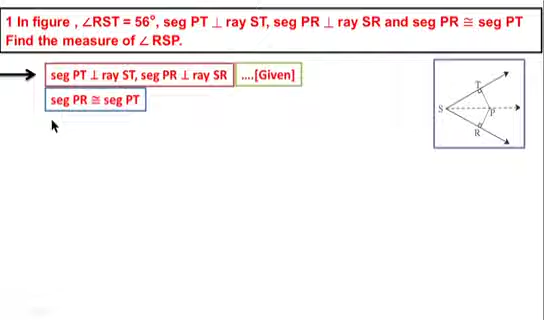 1 In figure , ∠RST = 56°, seg PT ⊥ ray ST, seg PR ⊥ ray SR and seg PR ≅ seg PT
Find the measure of ∠ RSP.
seg PT ⊥ ray ST, seg PR ⊥ ray SR ....[Given]
seg PR ≅ seg PT
T
S
P
R